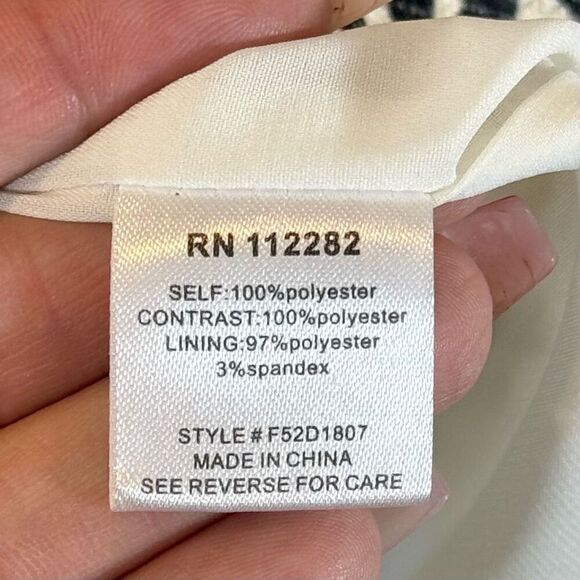 RN 112282
SELF:100%polyester
CONTRAST:100%polyester
LINING:97%polyester
3%spandex
STYLE # F52D1807
MADE IN CHINA
SEE REVERSE FOR CARE